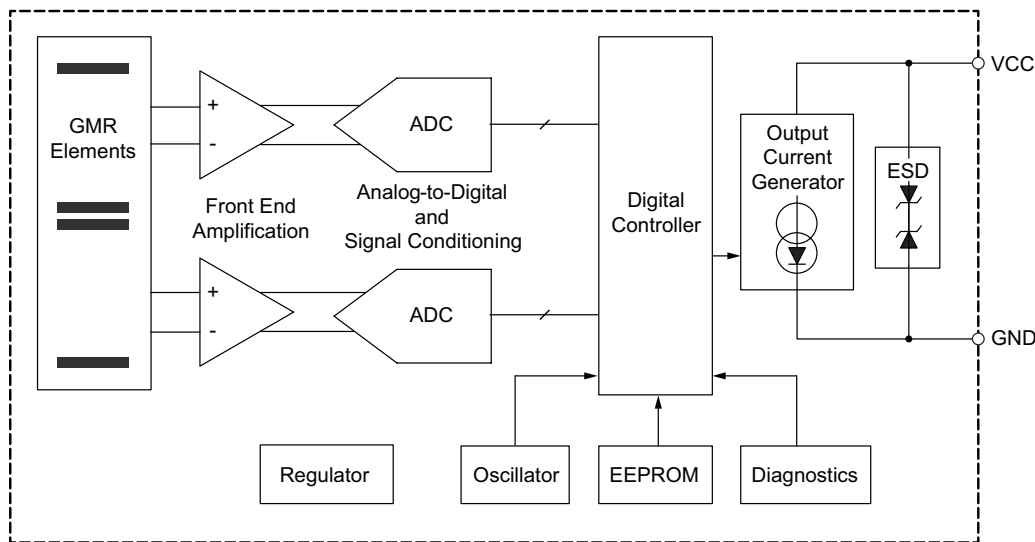 GMR
Elements
+
-
Front End
Amplification
+
-
ADC
Analog-to-Digital
and
Signal Conditioning
ADC
Digital
Controller
Output
Current
Generator
ESD
VCC
GND
Regulator
Oscillator
EEPROM
Diagnostics